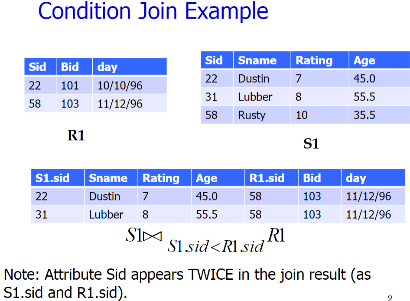 Condition Join Example
Sid Bid day
22 101 10/10/96
58 103 11/12/96
R1
Sid Sname Rating Age
22 Dustin 7 45.0
31 Lubber 8 55.5
58 Rusty 10 35.5
S1
S1.sid Sname Rating Age R1.sid Bid day
22 Dustin 7 45.0 58 103 11/12/96
31 Lubber 8 55.5 58 103 11/12/96
S1⋈ S1.sid<R1.sid R1
Note: Attribute Sid appears TWICE in the join result (as
S1.sid and R1.sid).
9